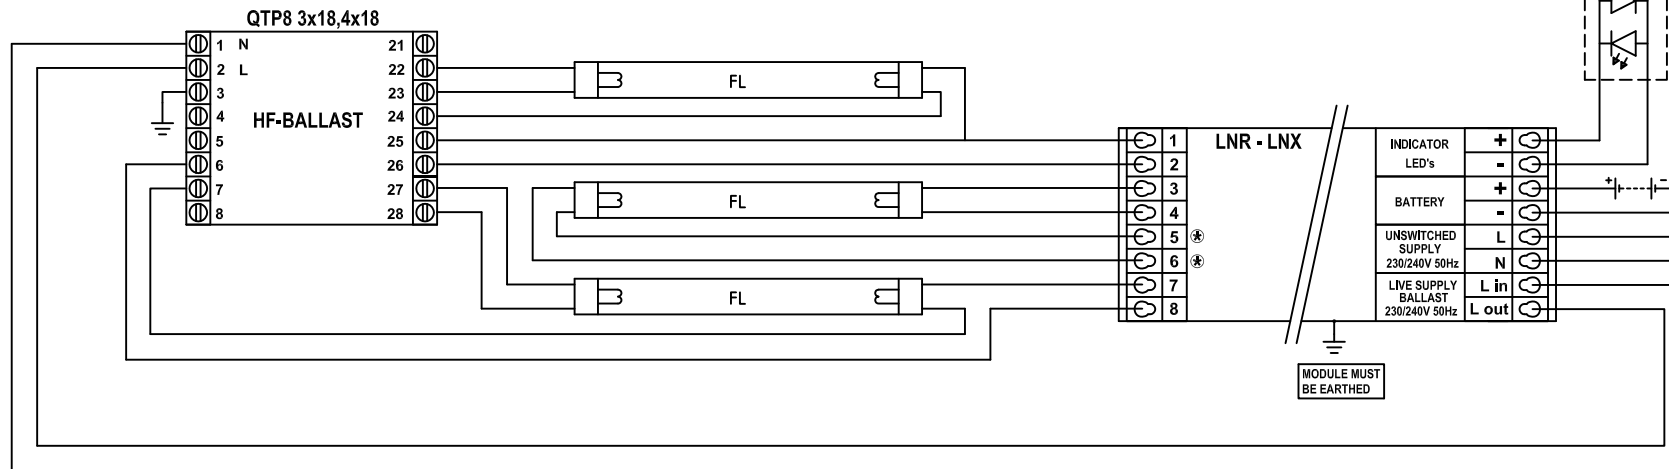 QTP8 3x18,4x18
1 N 21
2 L 22
3 23
4 HF-BALLAST 24
5 25
6 26
7 27
8 28
FL
FL
FL
LNR - LNX
1
2
3
4
5 *
6 *
7
8
INDICATOR +
LED's -
BATTERY +
-
UNSWITCHED
SUPPLY
230/240V 50Hz
L
N
LIVE SUPPLY
BALLAST
230/240V 50Hz
L in
L out
+ -
MODULE MUST
BE EARTHED